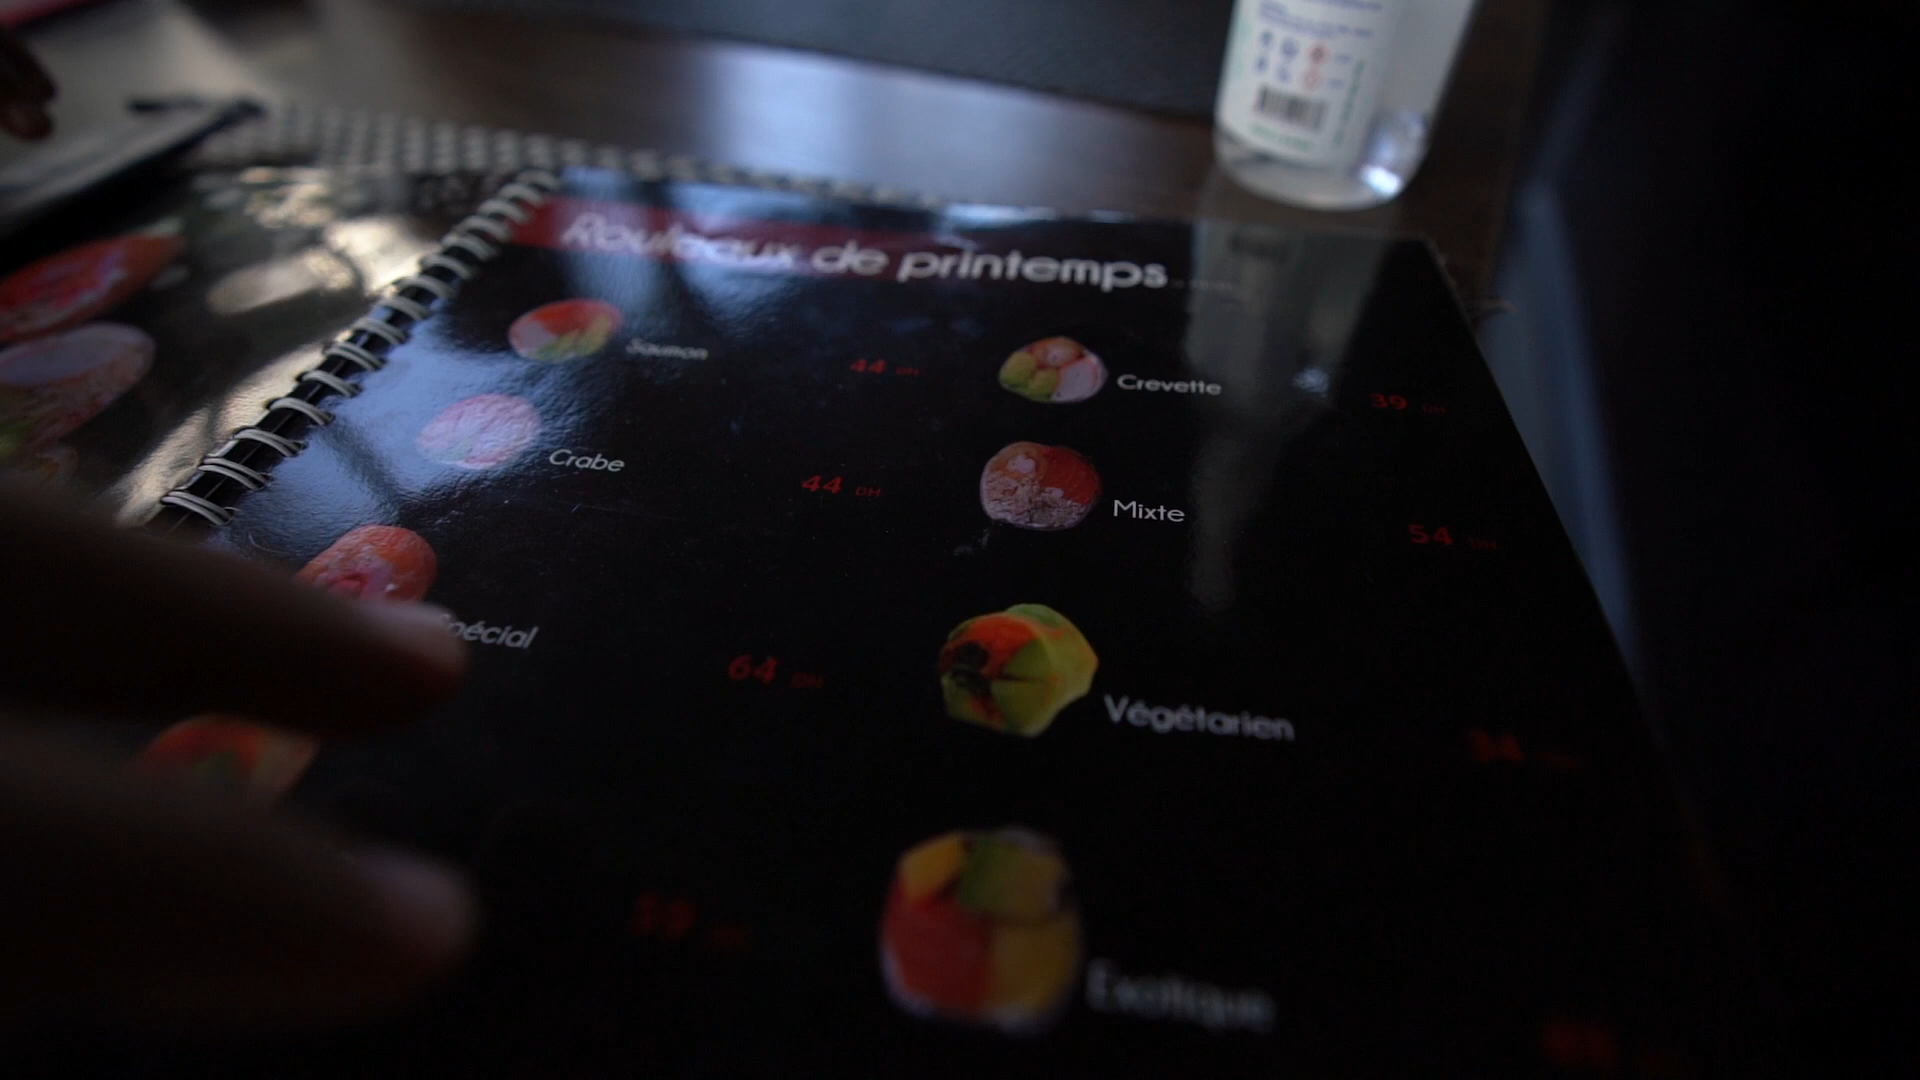 Rouleaux de printemps
Saumon 44 DH
Crevette 39 DH
Crabe 44 DH
Mixte 54 DH
Spécial 64 DH
Végétarien 34
Exotique